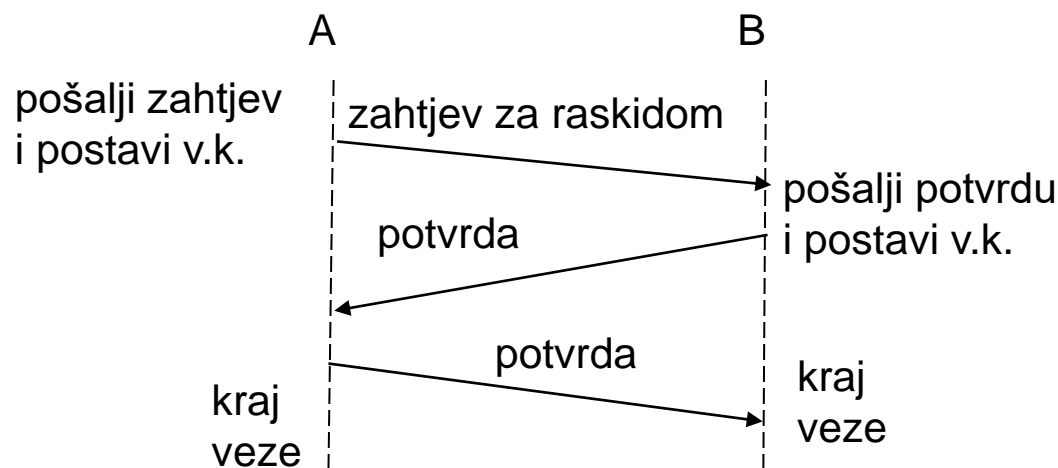 A
B
pošalji zahtjev
i postavi v.k.
zahtjev za raskidom
pošalji potvrdu
i postavi v.k.
potvrda
potvrda
kraj
veze
kraj
veze